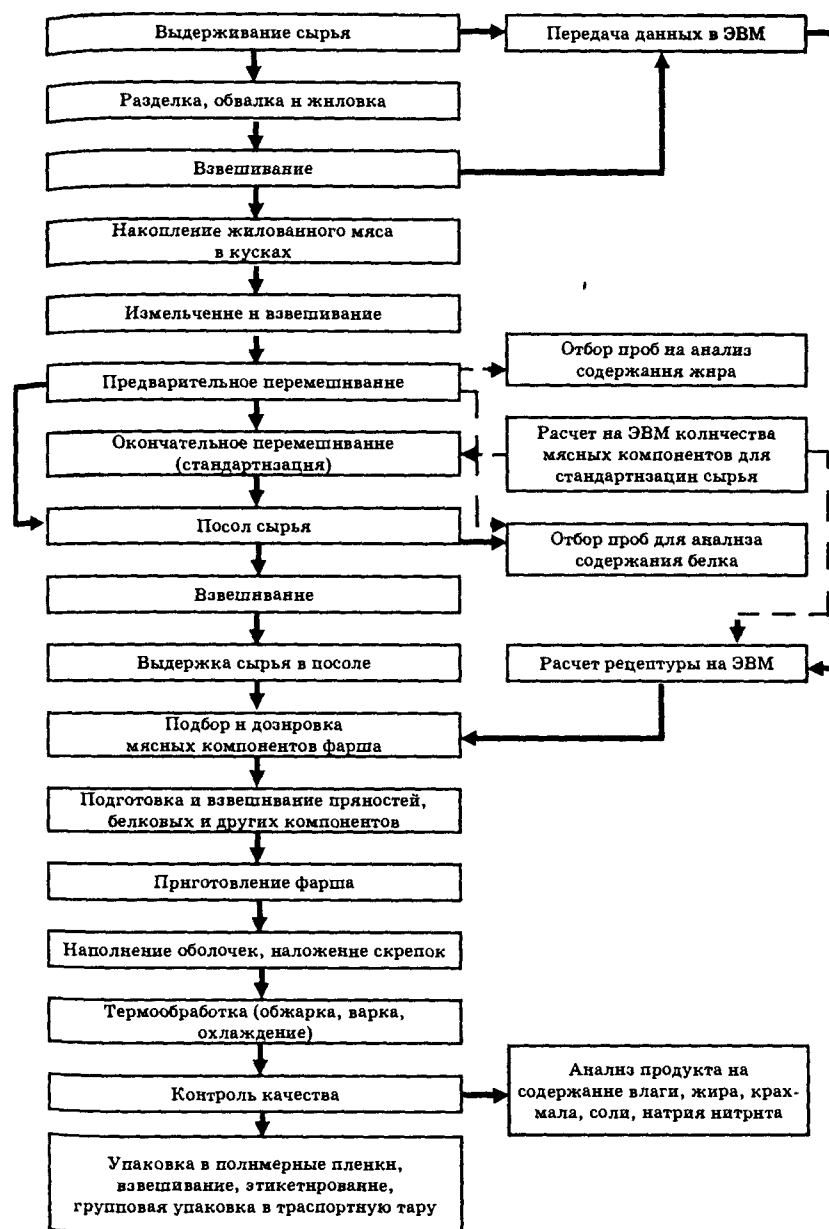 Выдерживание сырья
Передача данных в ЭВМ
Разделка, обвалка и жиловка
Взвешивание
Накопление жилованного мяса
в кусках
Измельчение и взвешивание
Отбор проб на анализ
содержания жира
Предварительное перемешивание
Окончательное перемешивание
(стандартизация)
Расчет на ЭВМ количества
мясных компонентов для
стандартизации сырья
Посол сырья
Отбор проб для анализа
содержания белка
Взвешивание
Выдержка сырья в посоле
Расчет рецептуры на ЭВМ
Подбор и дозировка
мясных компонентов фарша
Подготовка и взвешивание пряностей,
белковых и других компонентов
Приготовление фарша
Наполнение оболочек, наложение скрепок
Термообработка (обжарка, варка,
охлаждение)
Контроль качества
Анализ продукта на
содержание влаги, жира, крах-
мала, соли, натрия нитрита
Упаковка в полимерные пленки,
взвешивание, этикетирование,
групповая упаковка в траспортную тару